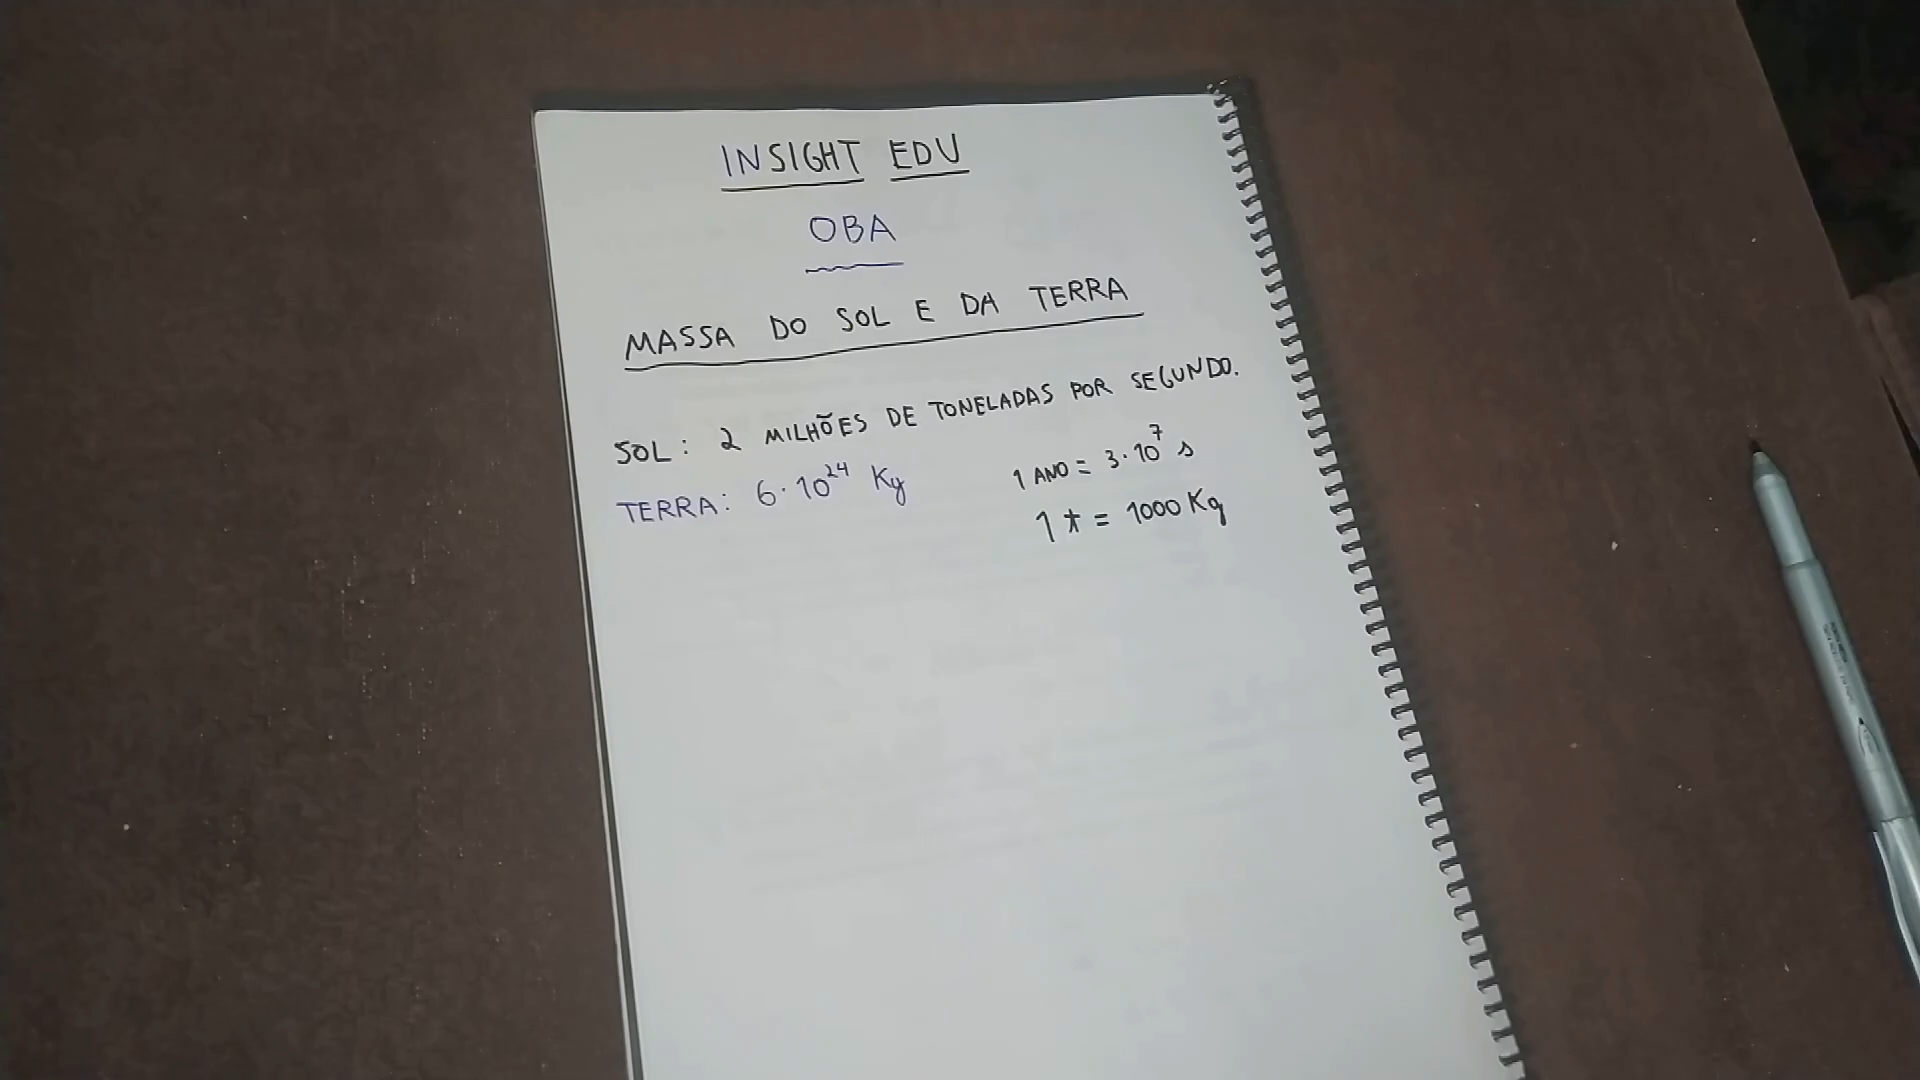 INSIGHT EDU
OBA
MASSA DO SOL E DA TERRA
SOL: 2 MILHÕES DE TONELADAS POR SEGUNDO.
TERRA: 6·10²⁴ Kg
1 ANO = 3·10⁷ s
1 t = 1000 Kg